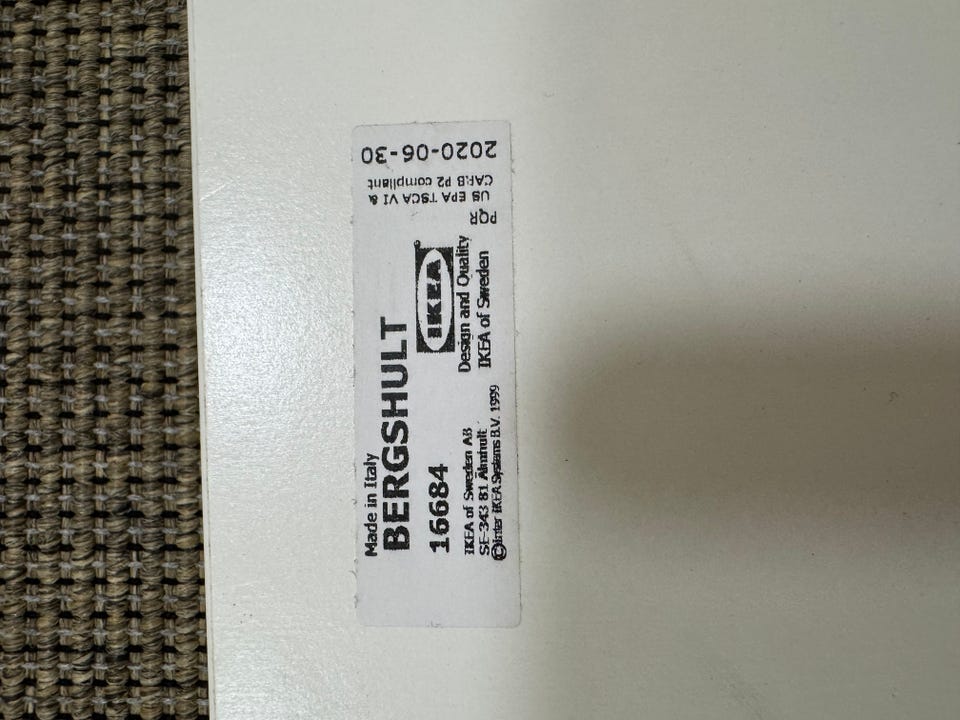 Made in Italy
BERGSHULT
16684
IKEA
Design and Quality
IKEA of Sweden
IKEA of Sweden AB
SE-343 81 Älmhult
© Inter IKEA Systems B.V. 1999
PQR
US EPA TSCA VI &
CARB P2 compliant
2020-06-30